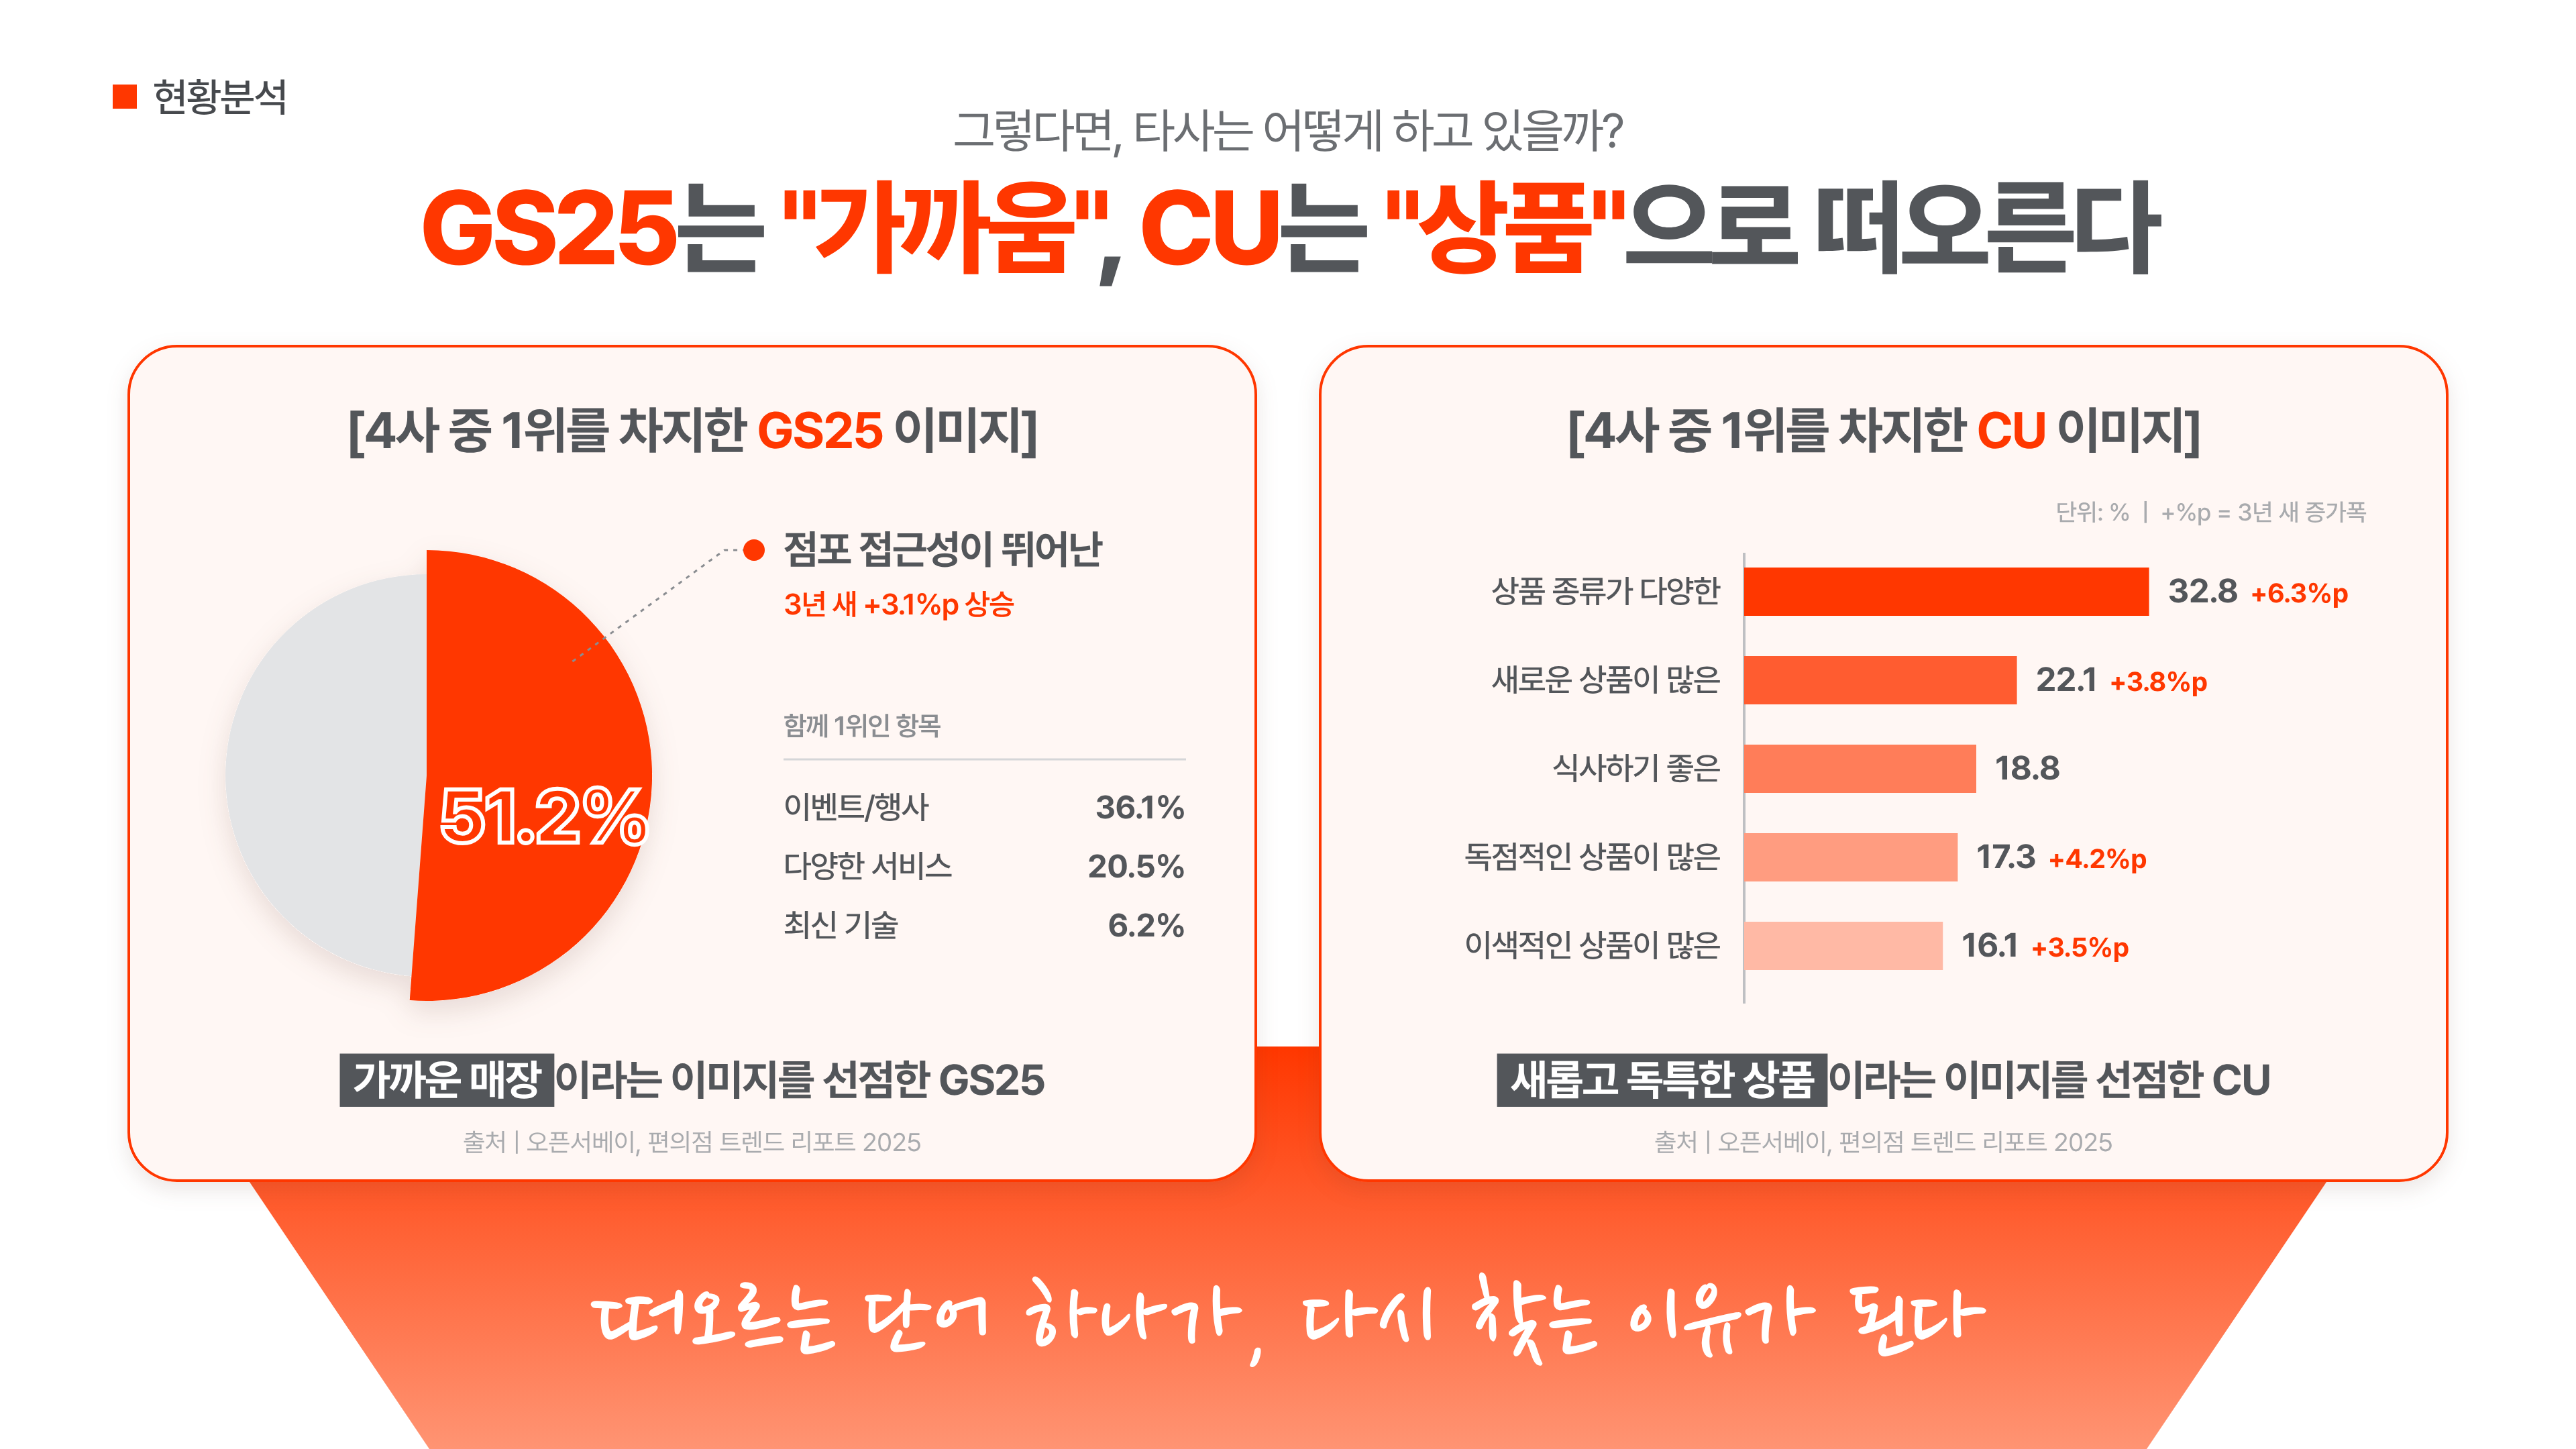 현황분석
그렇다면, 타사는 어떻게 하고 있을까?
GS25는 "가까움", CU는 "상품"으로 떠오른다
[4사 중 1위를 차지한 GS25 이미지]
점포 접근성이 뛰어난
3년 새 +3.1%p 상승
51.2%
함께 1위인 항목
이벤트/행사 36.1%
다양한 서비스 20.5%
최신 기술 6.2%
가까운 매장이라는 이미지를 선점한 GS25
출처 | 오픈서베이, 편의점 트렌드 리포트 2025
[4사 중 1위를 차지한 CU 이미지]
단위: % | +%p = 3년 새 증가폭
상품 종류가 다양한 32.8 +6.3%p
새로운 상품이 많은 22.1 +3.8%p
식사하기 좋은 18.8
독점적인 상품이 많은 17.3 +4.2%p
이색적인 상품이 많은 16.1 +3.5%p
새롭고 독특한 상품이라는 이미지를 선점한 CU
출처 | 오픈서베이, 편의점 트렌드 리포트 2025
떠오르는 단어 하나가, 다시 찾는 이유가 된다